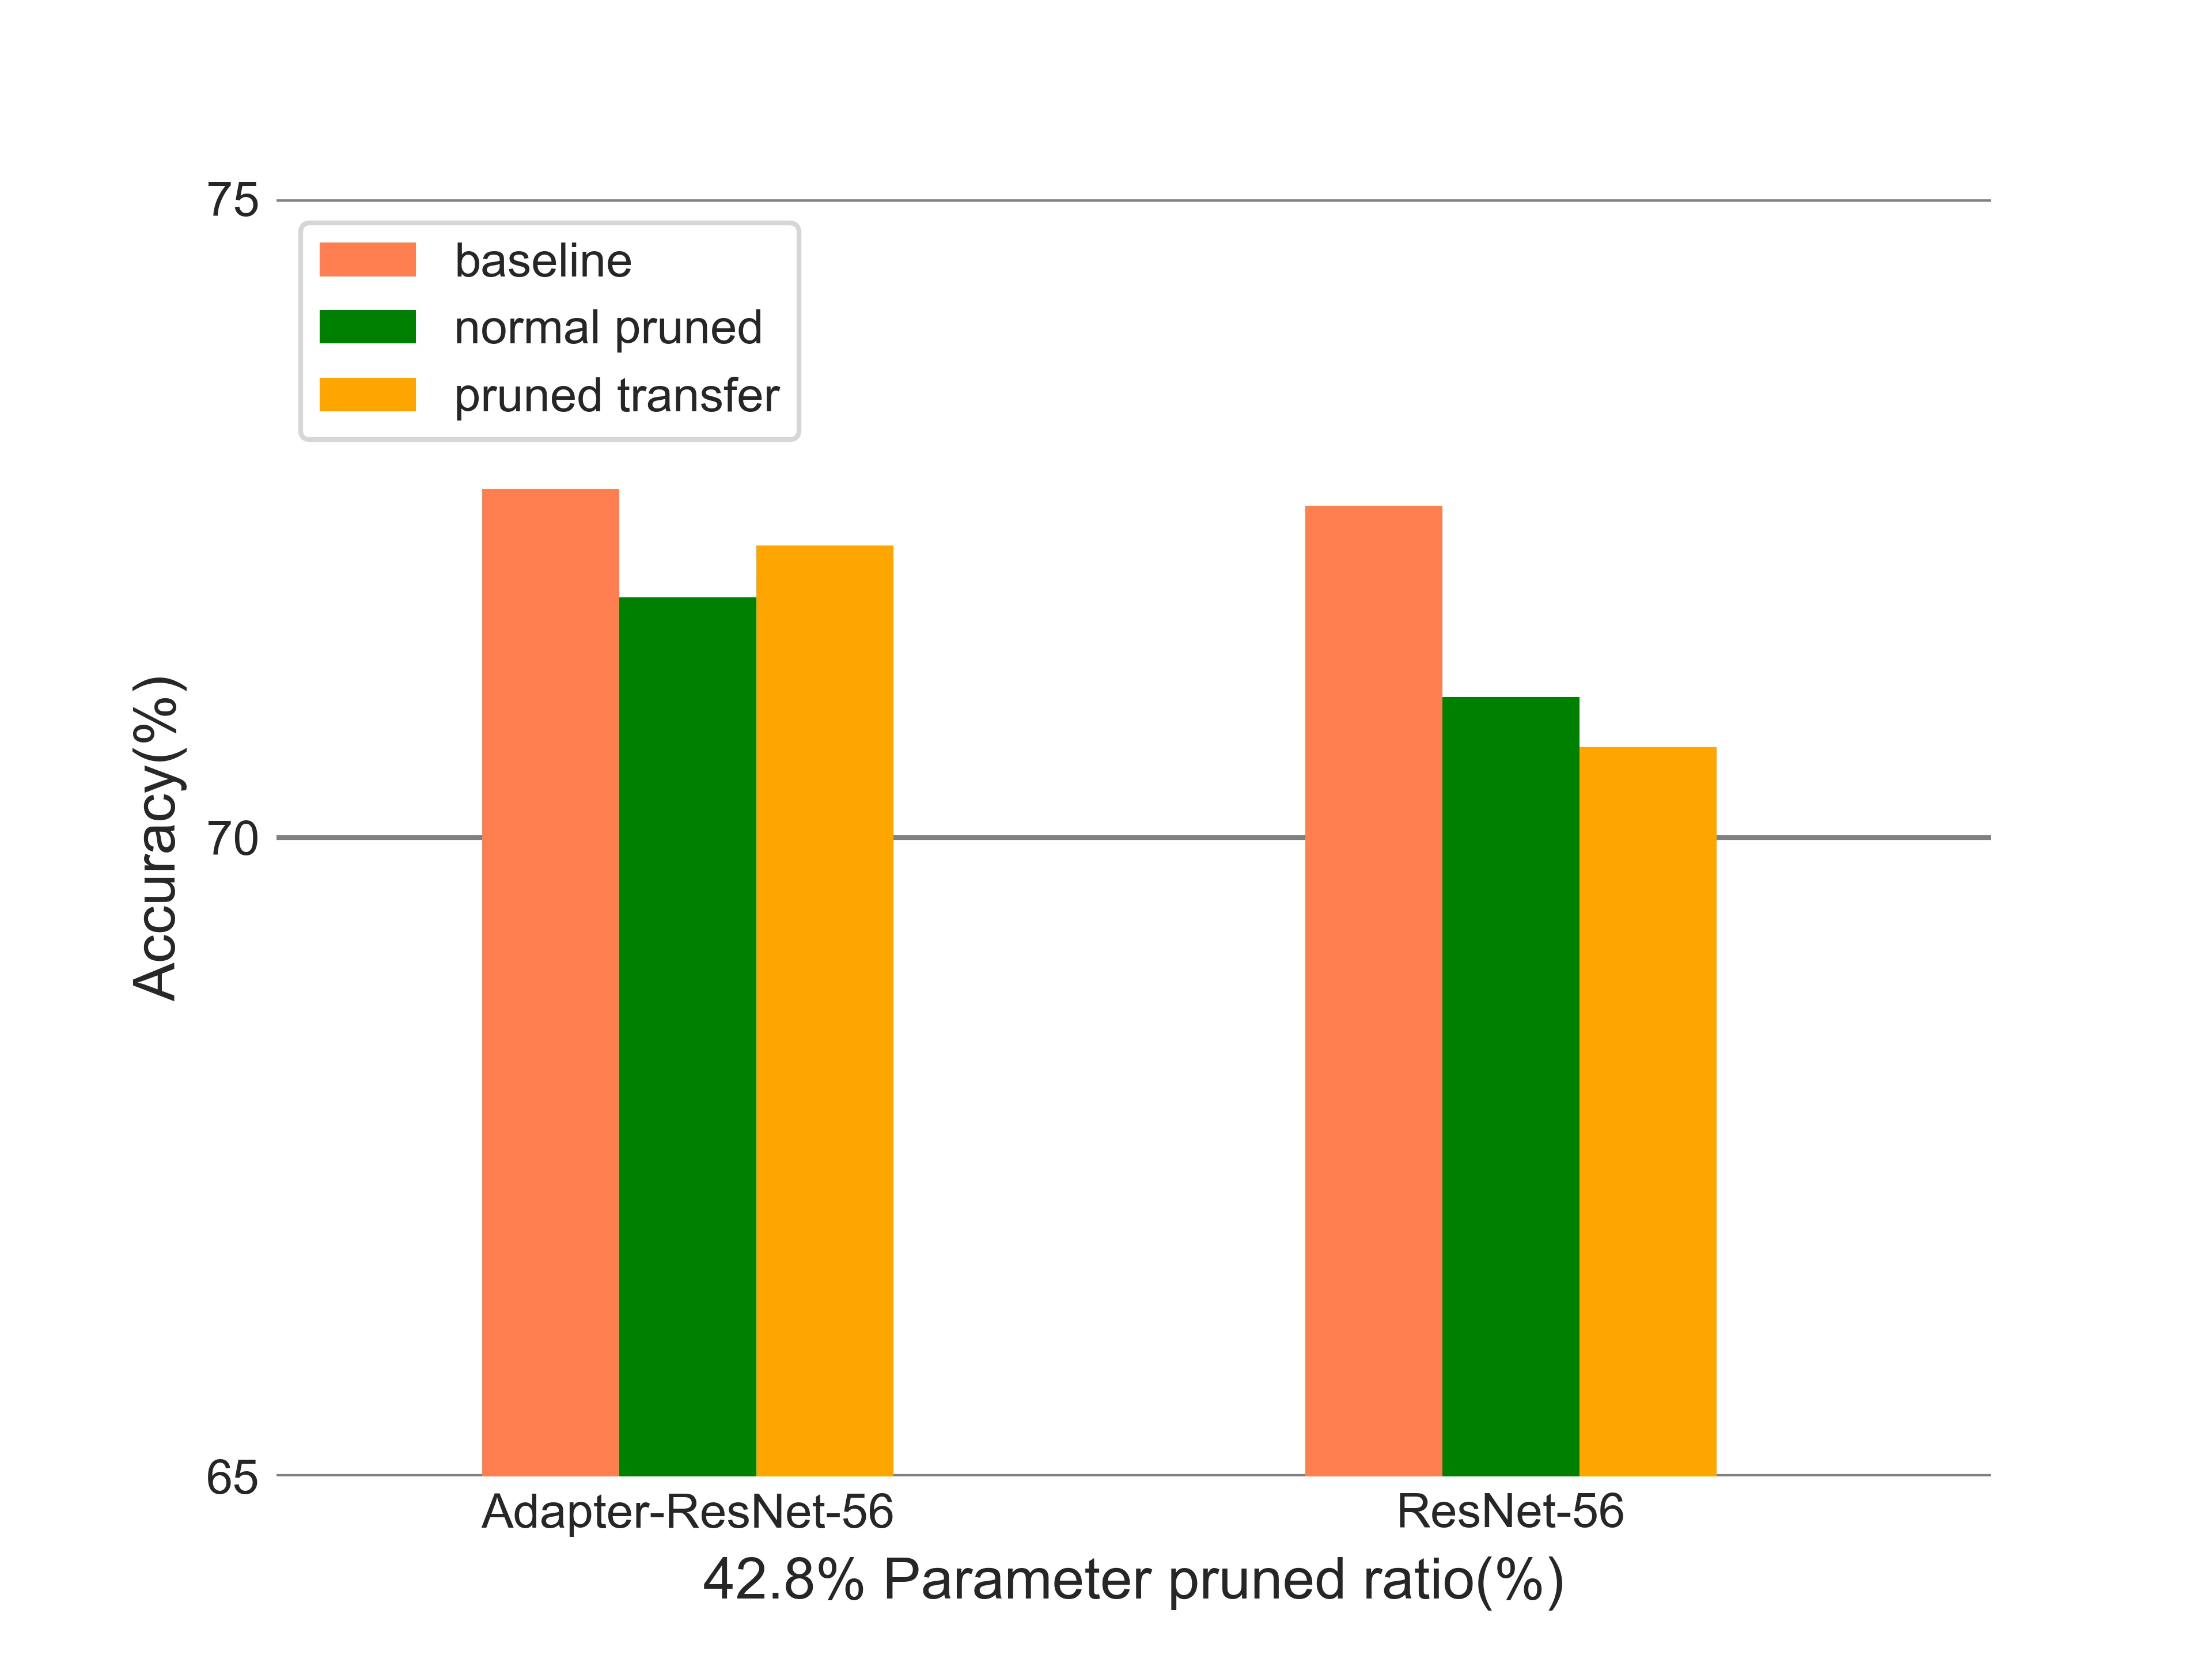 75
baseline
normal pruned
pruned transfer
Accuracy(%)
70
65
Adapter-ResNet-56
ResNet-56
42.8% Parameter pruned ratio(%)